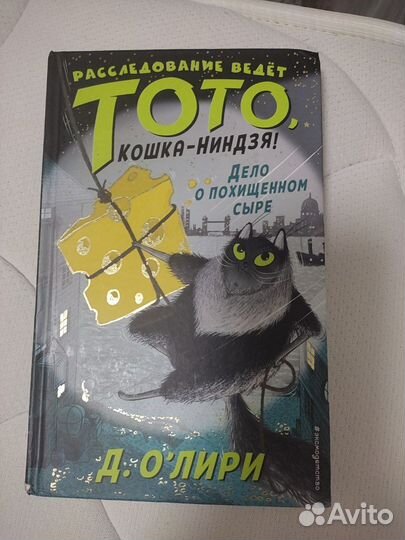 РАССЛЕДОВАНИЕ ВЕДЁТ
ТОТО,
КОШКА-НИНДЗЯ!
ДЕЛО
О ПОХИЩЕННОМ
СЫРЕ
Д. О'ЛИРИ
#эксмодетство
Avito